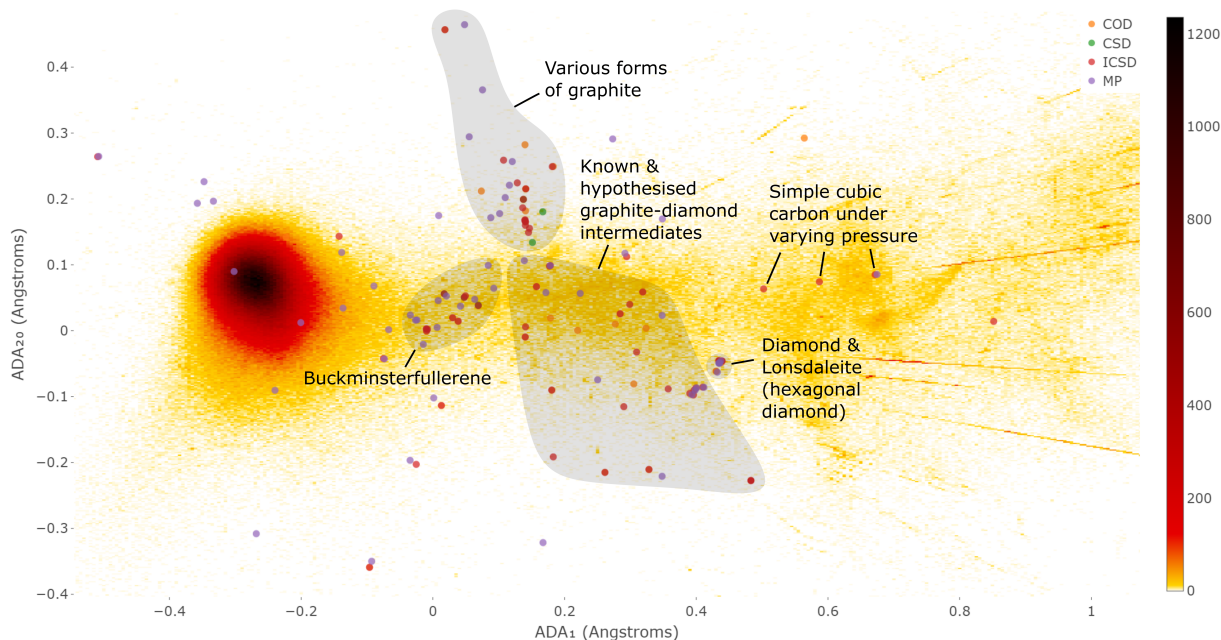 COD
CSD
ICSD
MP
1200
1000
800
600
400
200
0
0.4
0.3
0.2
0.1
0
−0.1
−0.2
−0.3
−0.4
ADA₂₀ (Angstroms)
Various forms
of graphite
Known &
hypothesised
graphite-diamond
intermediates
Simple cubic
carbon under
varying pressure
Buckminsterfullerene
Diamond &
Lonsdaleite
(hexagonal
diamond)
−0.4
−0.2
0
0.2
0.4
0.6
0.8
1
ADA₁ (Angstroms)